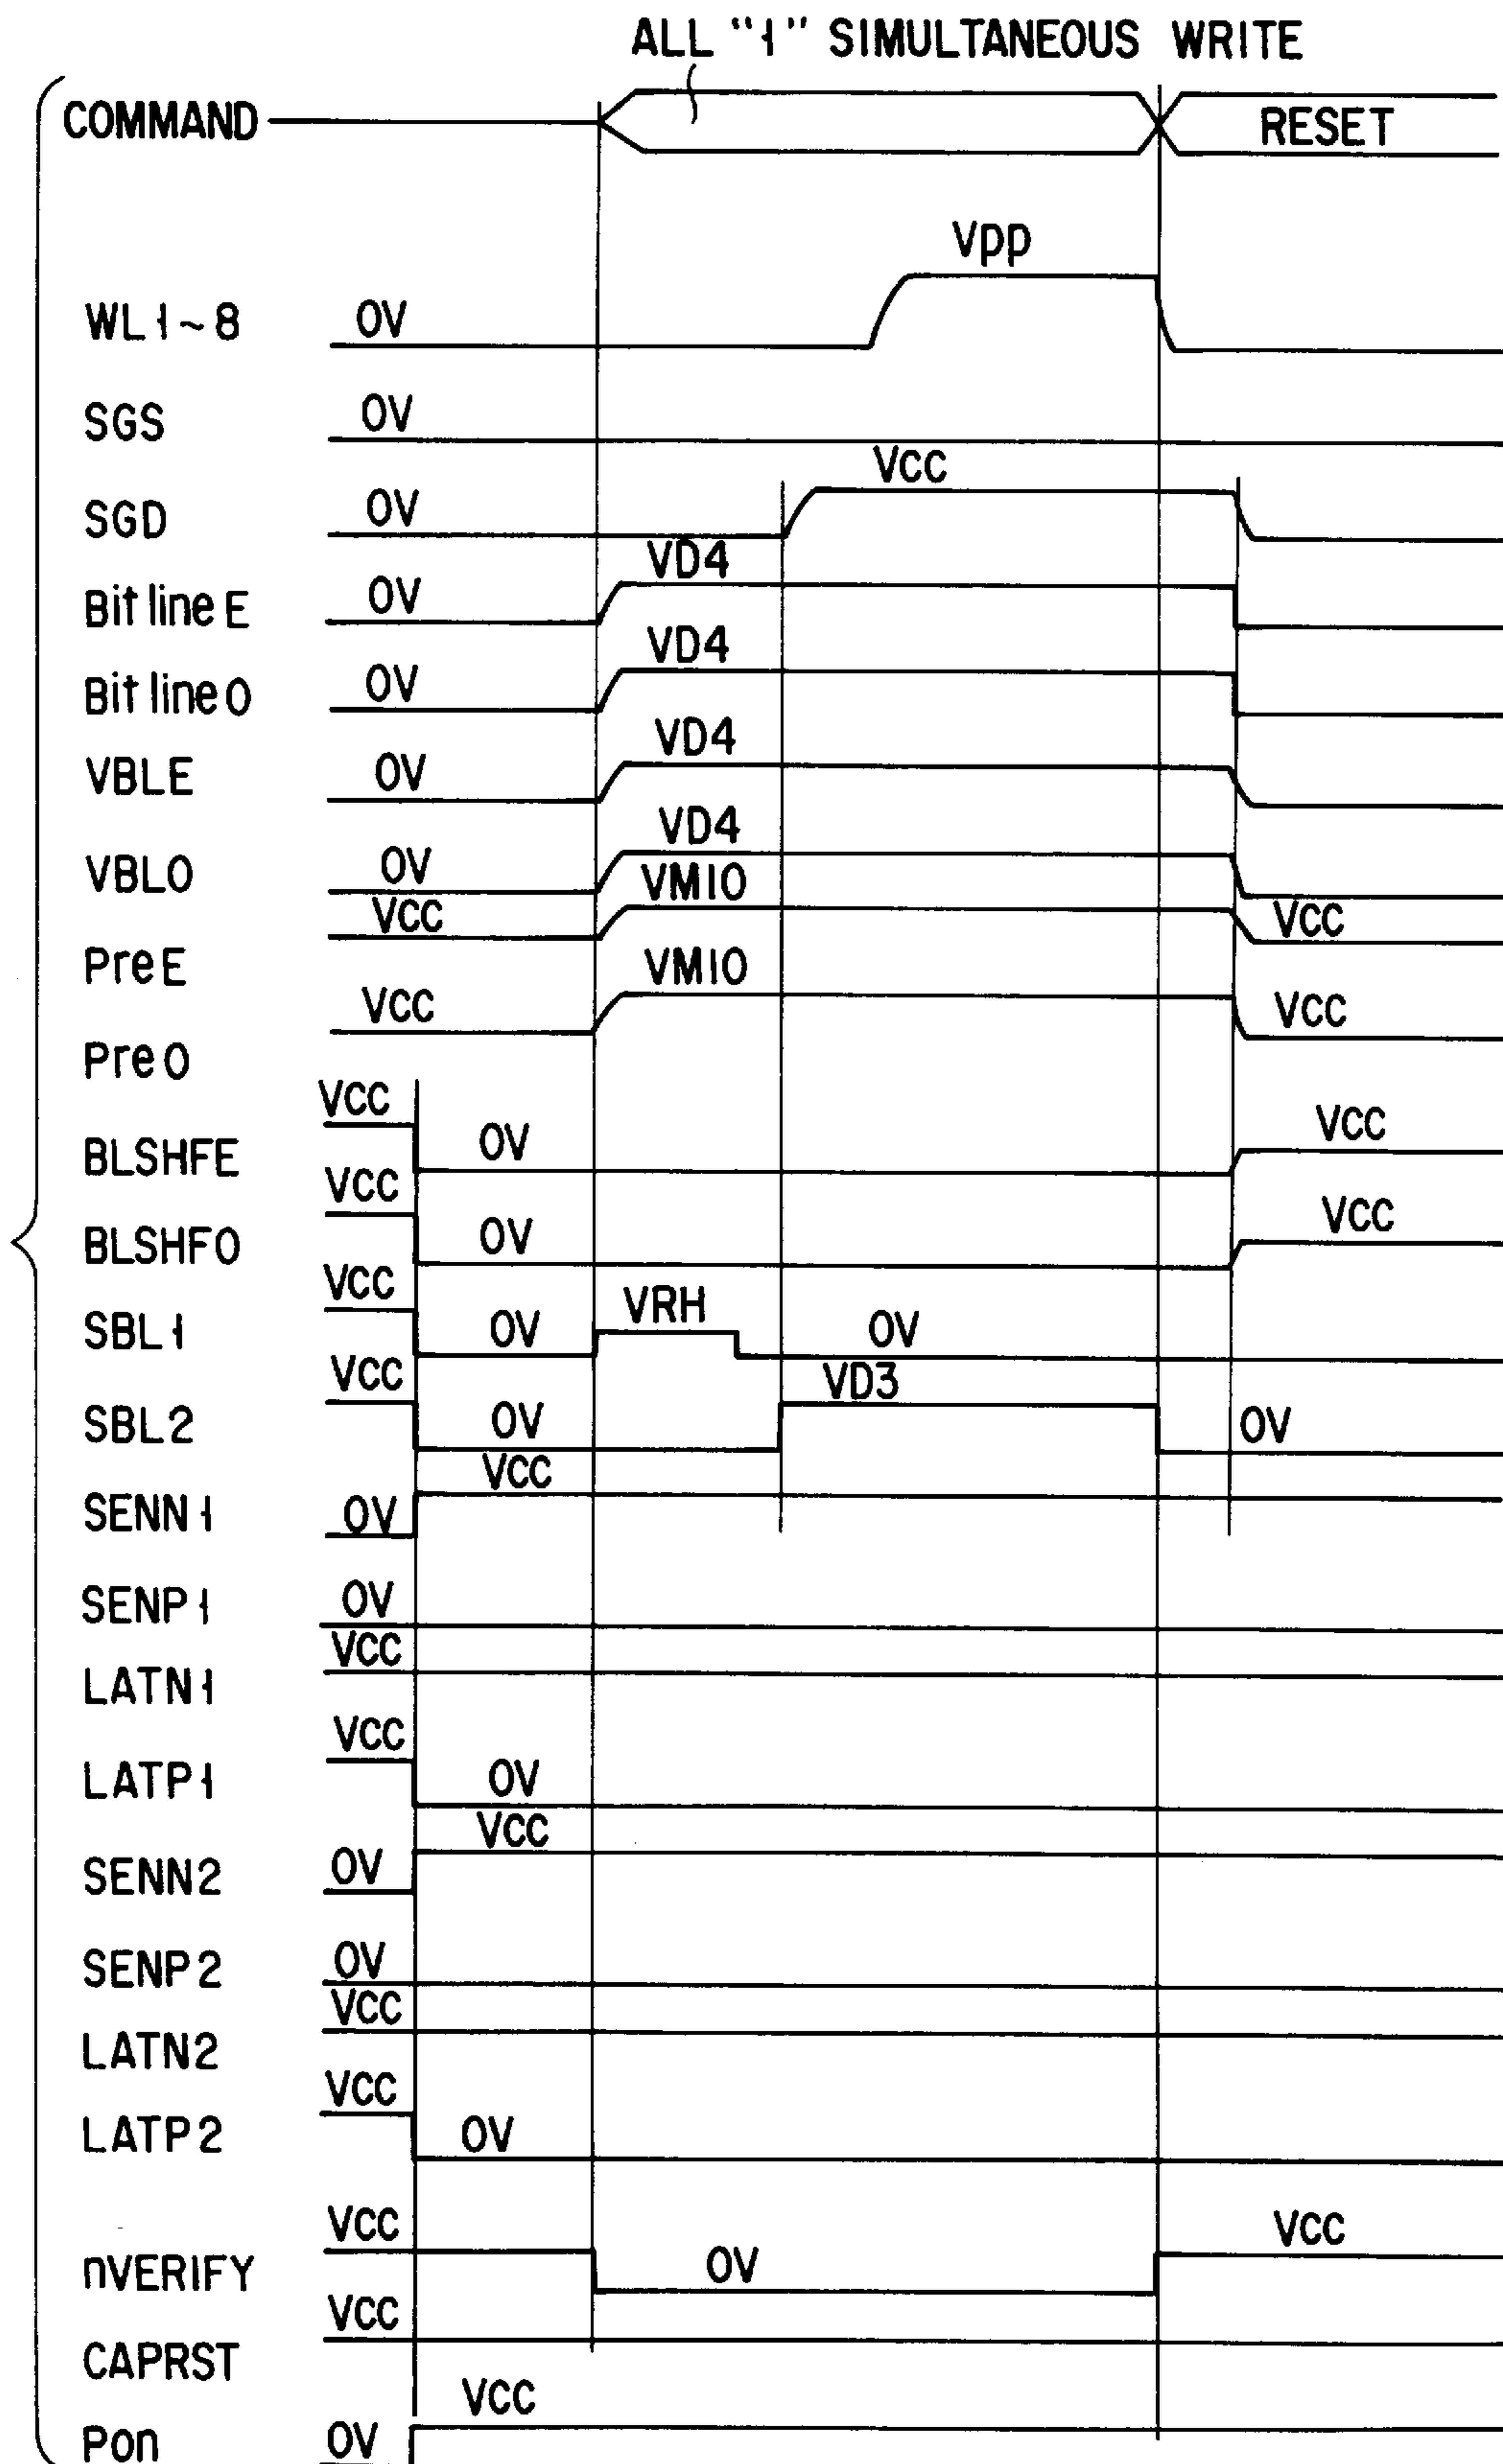 ALL "1" SIMULTANEOUS WRITE
COMMAND RESET
Vpp
WL1~8 0V
SGS 0V
VCC
SGD 0V
VD4
Bit line E 0V
VD4
Bit line O 0V
VD4
VBLE 0V
VD4
VBLO 0V
VCC VM10 VCC
PreE
VCC VM10 VCC
PreO
VCC 0V VCC
BLSHFE
VCC 0V VCC
BLSHFO
VCC VRH
SBL1 0V 0V
VCC VD3
SBL2 0V 0V
VCC
SENN1 0V
SENP1 0V
VCC
LATN1
VCC
LATP1 0V
VCC
SENN2 0V
SENP2 0V
VCC
LATN2
VCC
LATP2 0V
VCC VCC
nVERIFY 0V
VCC
CAPRST
VCC
Pon 0V